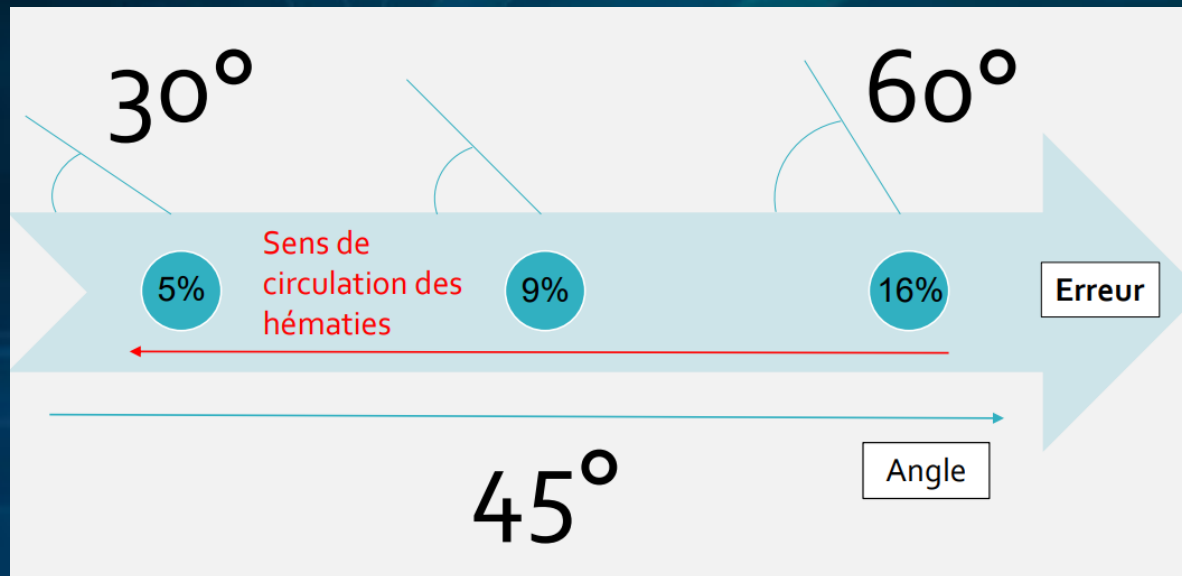 30°
60°
Sens de
circulation des
hématies
5%
9%
16%
Erreur
Angle
45°